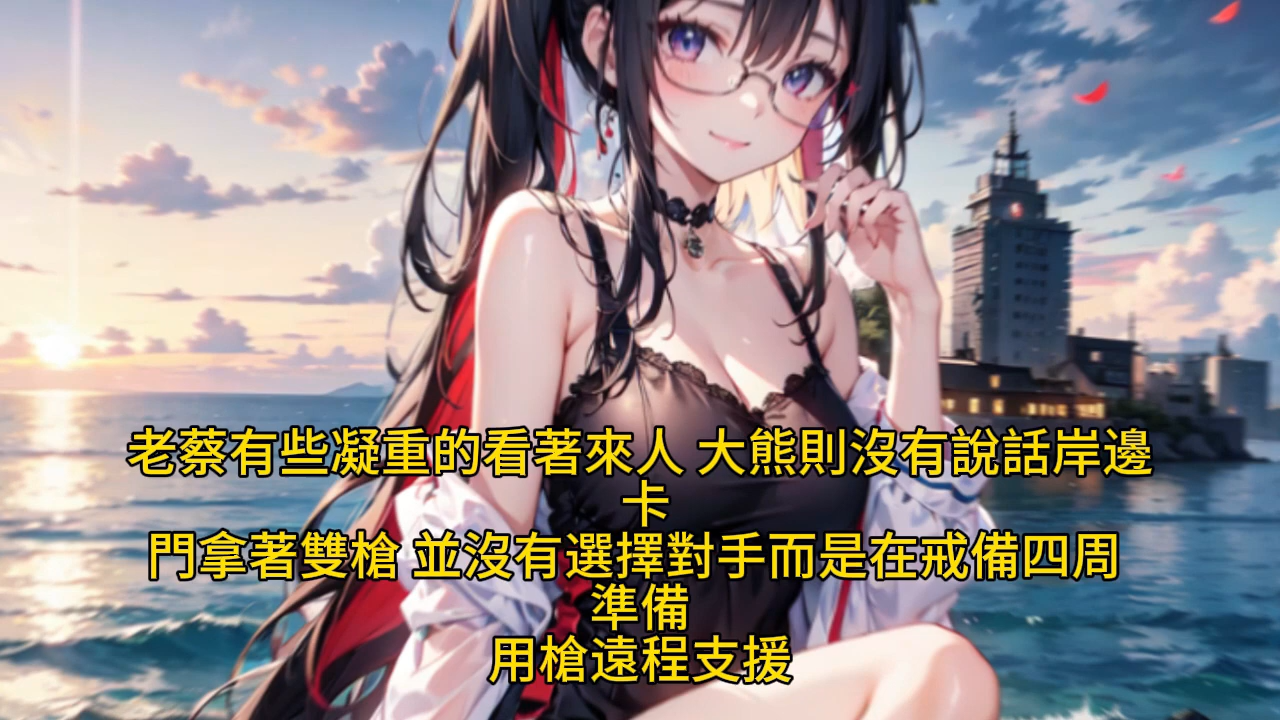 老蔡有些凝重的看著來人 大熊則沒有說話岸邊
卡
門拿著雙槍 並沒有選擇對手而是在戒備四周
準備
用槍遠程支援